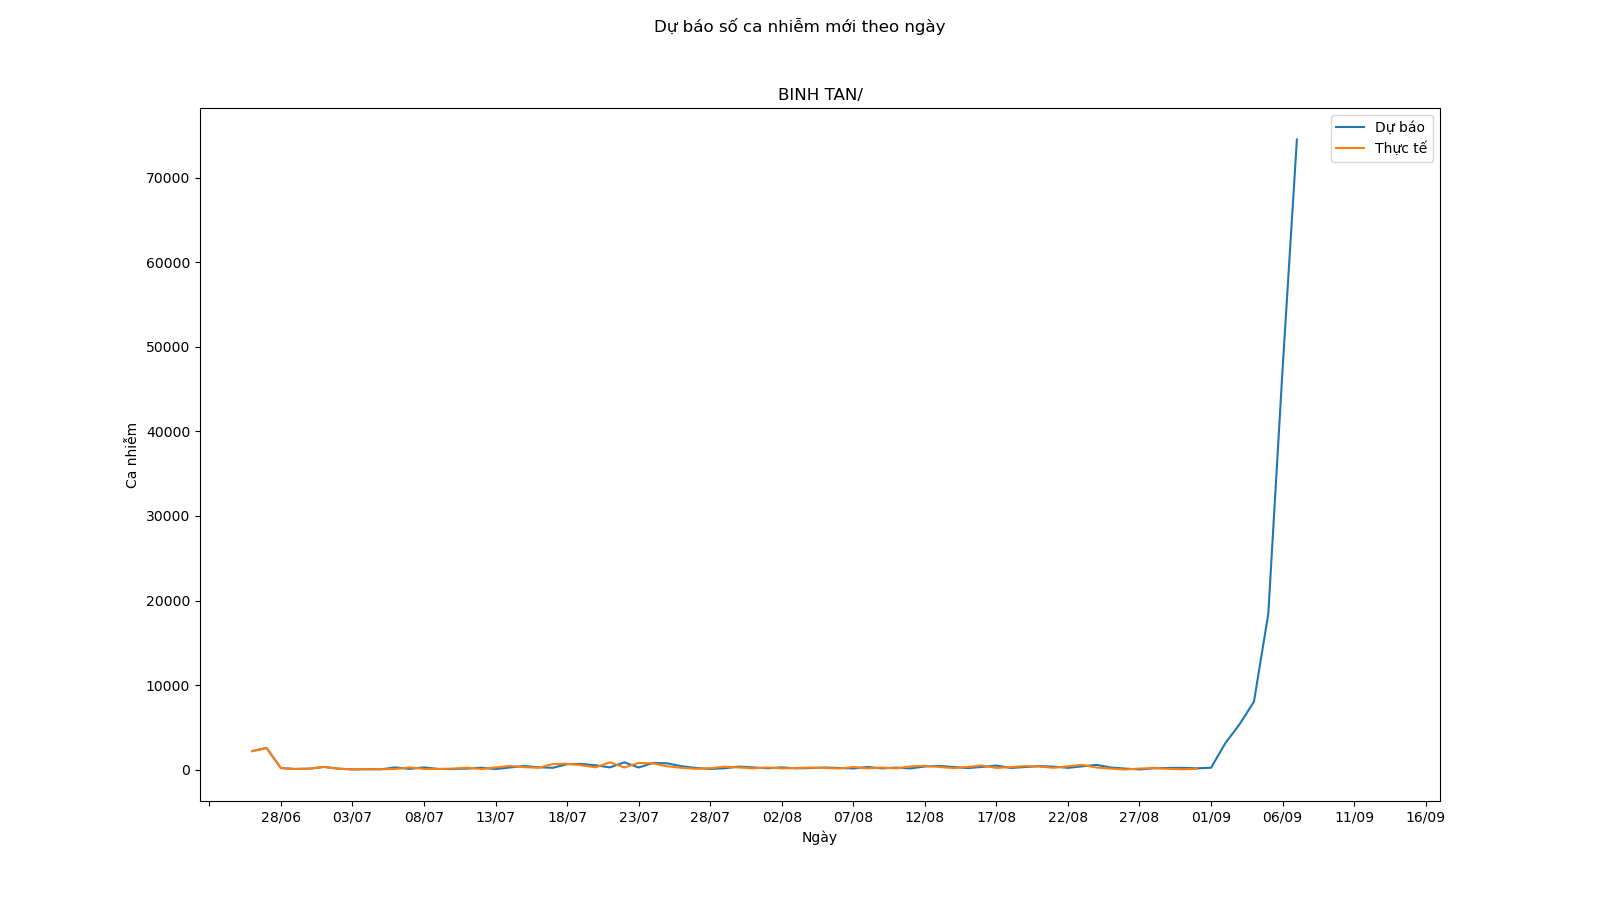 Dự báo số ca nhiễm mới theo ngày
BINH TAN/
Dự báo
Thực tế
70000
60000
50000
40000
30000
20000
10000
0
Ca nhiễm
28/06 03/07 08/07 13/07 18/07 23/07 28/07 02/08 07/08 12/08 17/08 22/08 27/08 01/09 06/09 11/09 16/09
Ngày